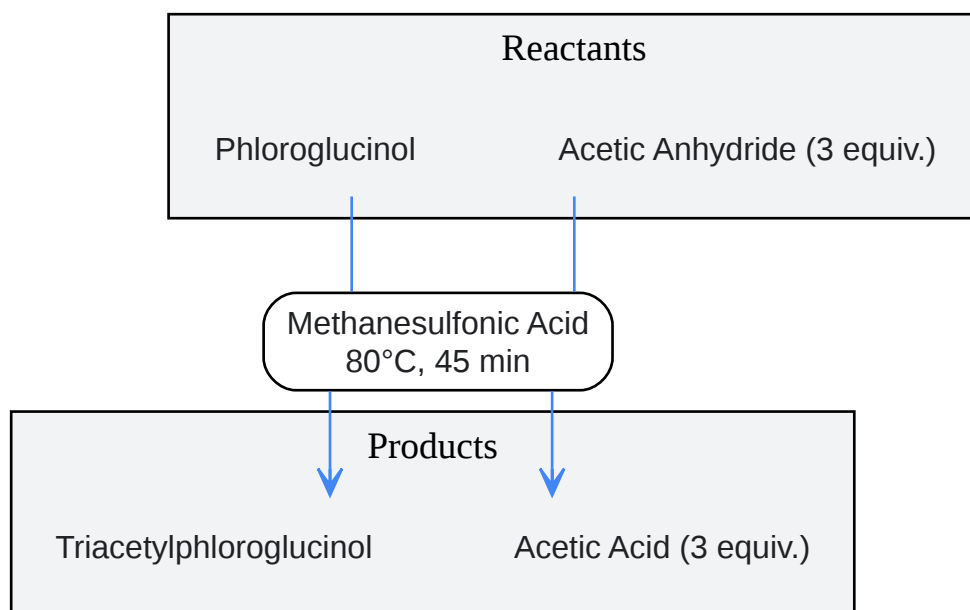 Reactants
Phloroglucinol
Acetic Anhydride (3 equiv.)
Methanesulfonic Acid
80°C, 45 min
Products
Triacetylphloroglucinol
Acetic Acid (3 equiv.)